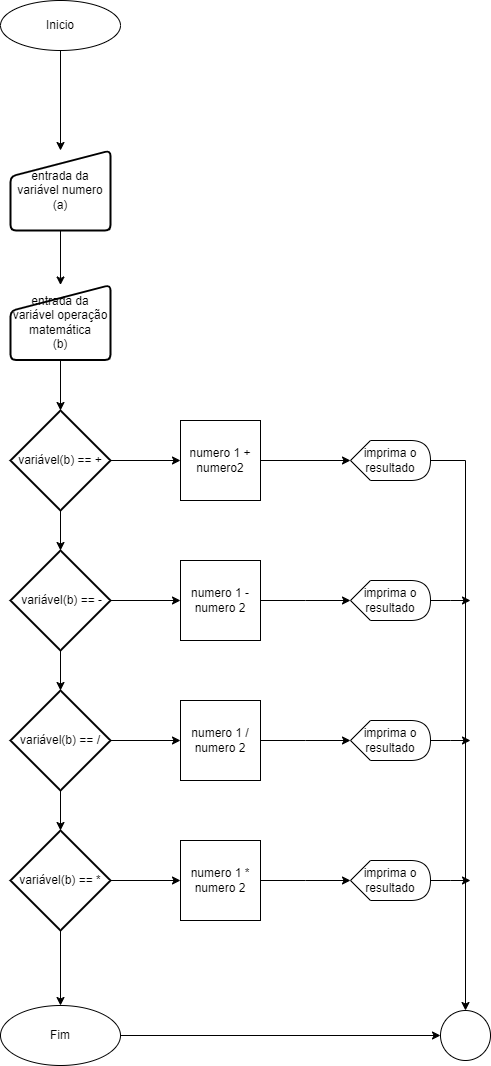 Inicio
entrada da
variável numero
(a)
entrada da
variável operação
matemática
(b)
variável(b) == +
numero 1 +
numero2
imprima o
resultado
variável(b) == -
numero 1 -
numero 2
imprima o
resultado
variável(b) == /
numero 1 /
numero 2
imprima o
resultado
variável(b) == *
numero 1 *
numero 2
imprima o
resultado
Fim